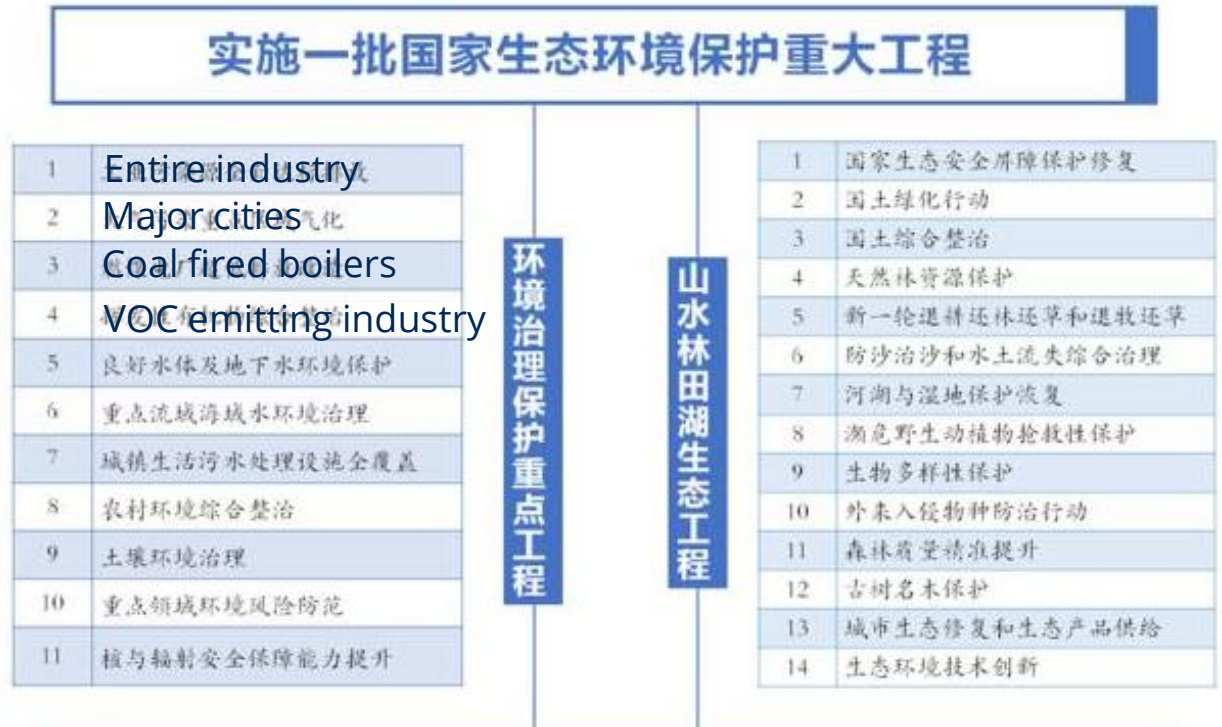 实施一批国家生态环境保护重大工程
1 Entire industry
2 Major cities
3 Coal fired boilers
4 VOC emitting industry
5 良好水体及地下水环境保护
6 重点流域海域水环境治理
7 城镇生活污水处理设施全覆盖
8 农村环境综合整治
9 土壤环境治理
10 重点领域环境风险防范
11 核与辐射安全保障能力提升
环境治理保护重点工程
山水林田湖生态工程
1 国家生态安全屏障保护修复
2 国土绿化行动
3 国土综合整治
4 天然林资源保护
5 新一轮退耕还林还草和退牧还草
6 防沙治沙和水土流失综合治理
7 河湖与湿地保护恢复
8 濒危野生动植物抢救性保护
9 生物多样性保护
10 外来入侵物种防治行动
11 森林质量精准提升
12 古树名木保护
13 城市生态修复和生态产品供给
14 生态环境技术创新